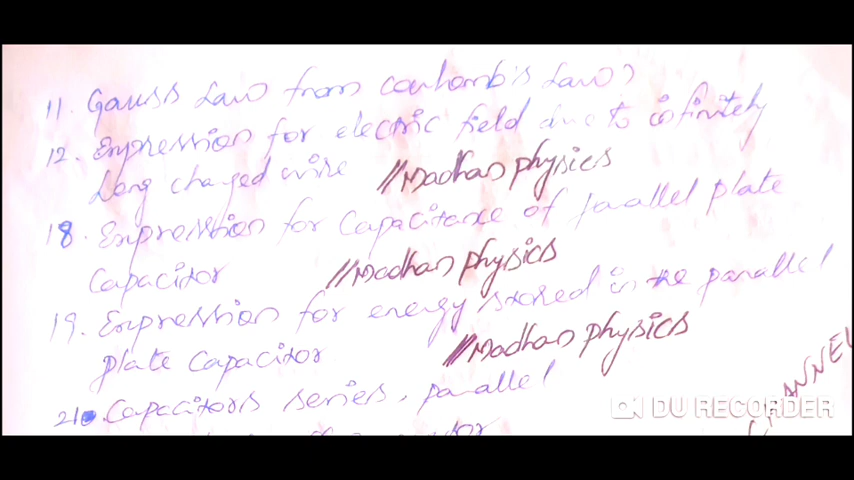 11. Gauss Law from coulomb's Law?
12. Expression for electric field due to infinitely
Long charged wire //Madhan physics
18. Expression for Capacitance of parallel plate
Capacitor //Madhan physics
19. Expression for energy stored in the parallel
plate Capacitor //Madhan physics
21. Capacitors series, parallel
CHANNEL
DU RECORDER